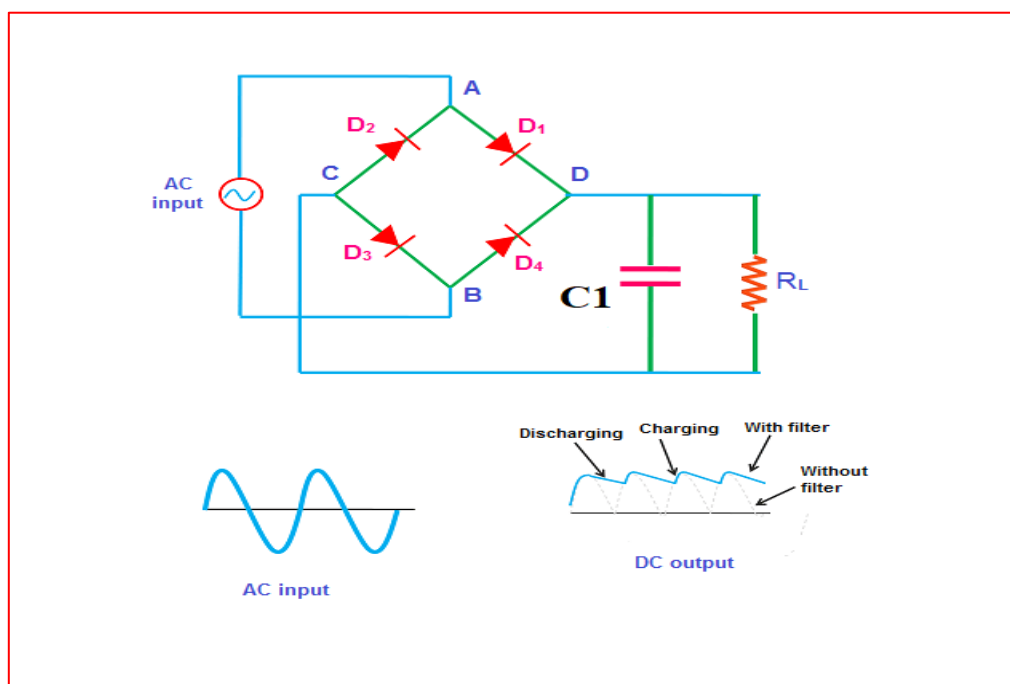 A
D₂
D₁
C
D
AC
input
D₃
D₄
B
C1
RL
Discharging
Charging
With filter
Without
filter
AC input
DC output